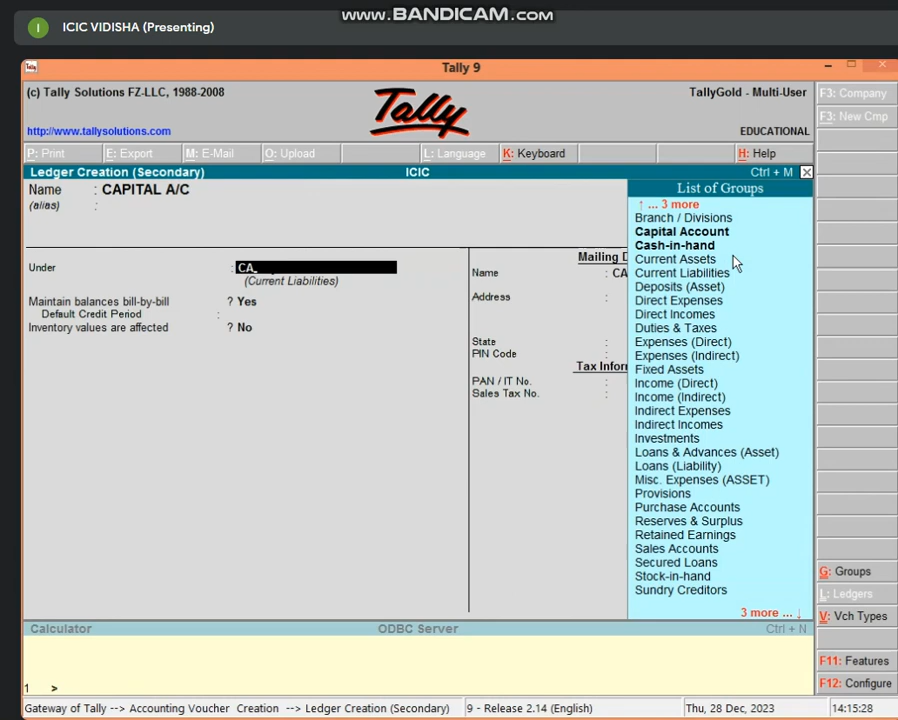 www.BANDICAM.com
I ICIC VIDISHA (Presenting)
Tally 9
(c) Tally Solutions FZ-LLC, 1988-2008
Tally
TallyGold - Multi-User
http://www.tallysolutions.com
EDUCATIONAL
P: Print E: Export M: E-Mail O: Upload L: Language K: Keyboard H: Help
F3: Company
F3: New Cmp
Ledger Creation (Secondary) ICIC Ctrl + M
Name : CAPITAL A/C
(alias) :
Under : CA
(Current Liabilities)
Maintain balances bill-by-bill ? Yes
Default Credit Period :
Inventory values are affected ? No
Mailing D
Name : CA
Address :
State :
PIN Code :
Tax Infor
PAN / IT No. :
Sales Tax No. :
List of Groups
↑ ... 3 more
Branch / Divisions
Capital Account
Cash-in-hand
Current Assets
Current Liabilities
Deposits (Asset)
Direct Expenses
Direct Incomes
Duties & Taxes
Expenses (Direct)
Expenses (Indirect)
Fixed Assets
Income (Direct)
Income (Indirect)
Indirect Expenses
Indirect Incomes
Investments
Loans & Advances (Asset)
Loans (Liability)
Misc. Expenses (ASSET)
Provisions
Purchase Accounts
Reserves & Surplus
Retained Earnings
Sales Accounts
Secured Loans
Stock-in-hand
Sundry Creditors
3 more ... ↓
G: Groups
L: Ledgers
V: Vch Types
F11: Features
F12: Configure
Calculator ODBC Server Ctrl + N
1 >
Gateway of Tally --> Accounting Voucher Creation --> Ledger Creation (Secondary) 9 - Release 2.14 (English) Thu, 28 Dec, 2023 14:15:28